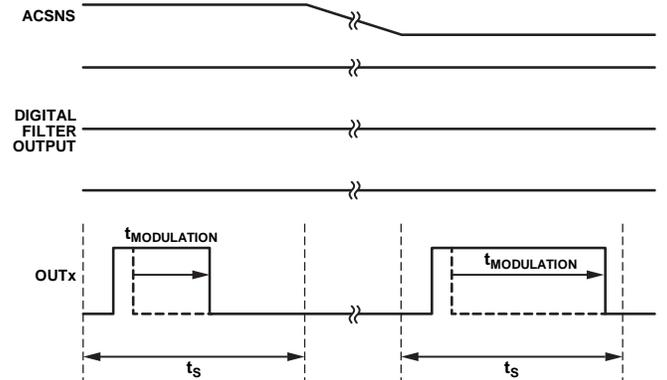 ACSNS
DIGITAL
FILTER
OUTPUT
tMODULATION
OUTx
tMODULATION
tS
tS